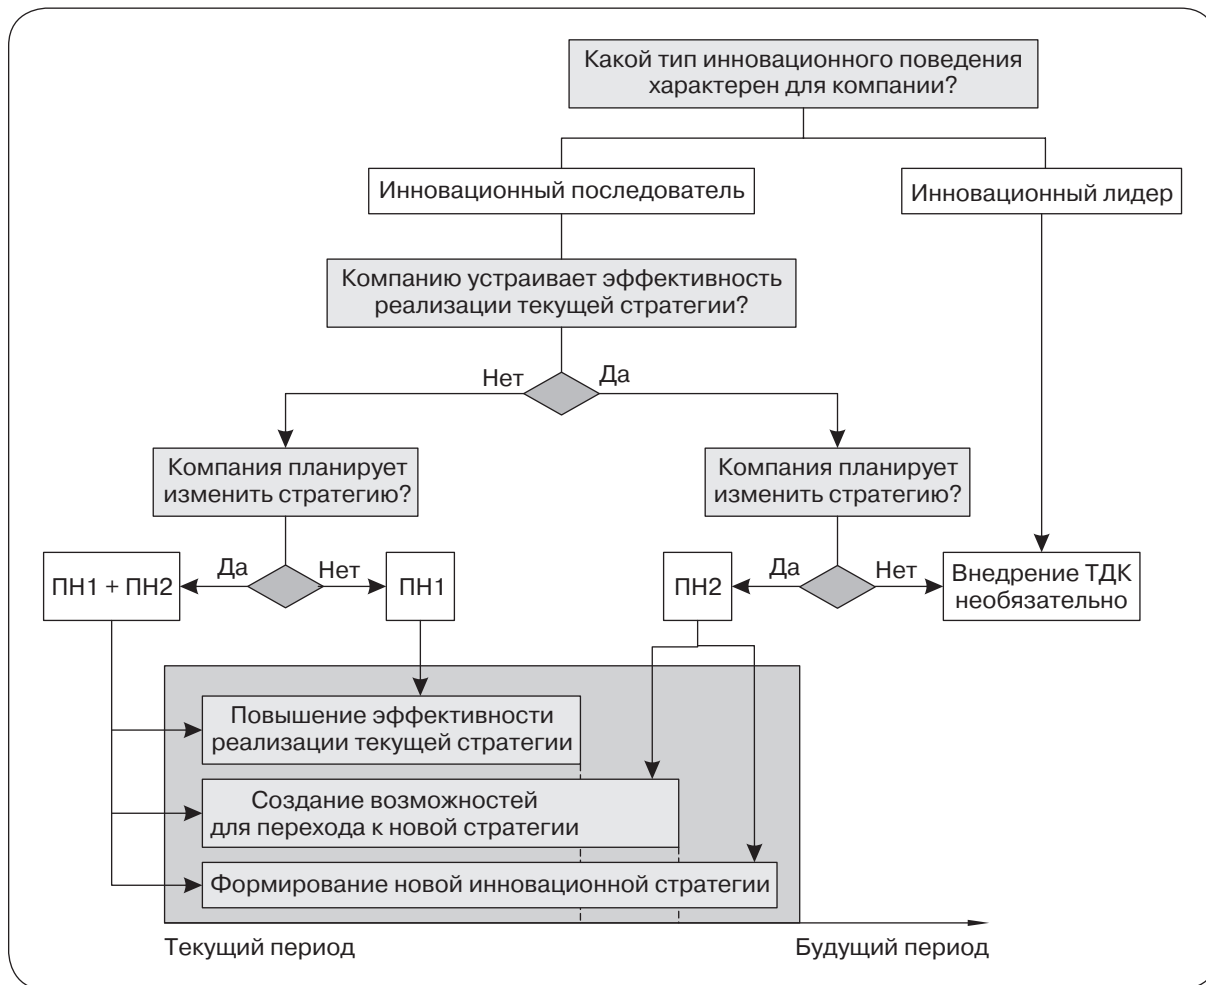 Какой тип инновационного поведения
характерен для компании?
Инновационный последователь
Инновационный лидер
Компанию устраивает эффективность
реализации текущей стратегии?
Нет
Да
Компания планирует
изменить стратегию?
Компания планирует
изменить стратегию?
ПН1 + ПН2
Да
Нет
ПН1
ПН2
Да
Нет
Внедрение ТДК
необязательно
Повышение эффективности
реализации текущей стратегии
Создание возможностей
для перехода к новой стратегии
Формирование новой инновационной стратегии
Текущий период
Будущий период